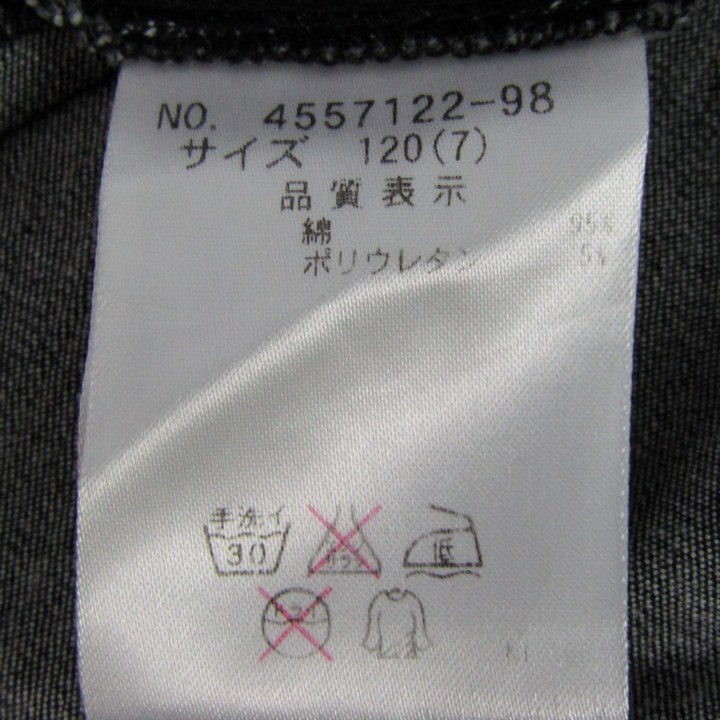 NO. 4557122-98
サイズ 120(7)
品質表示
綿 95%
ポリウレタン 5%
手洗イ
30
低